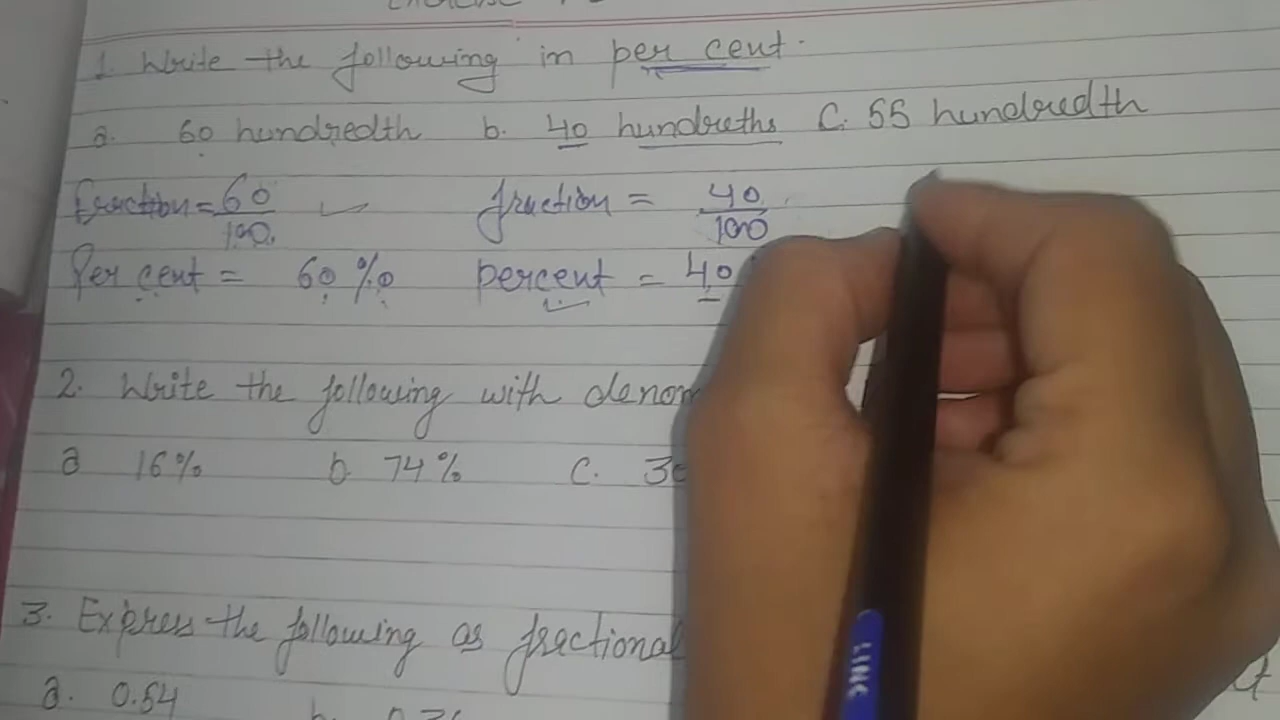 1. Write the following in per cent.
a. 60 hundredth b. 40 hundreths C. 55 hundredth
fraction = 60/100 fraction = 40/100
Per cent = 60% percent = 40
2. Write the following with
a 16% b 74% C.
3. Express the following as fractional
a. 0.54 b.
LINC